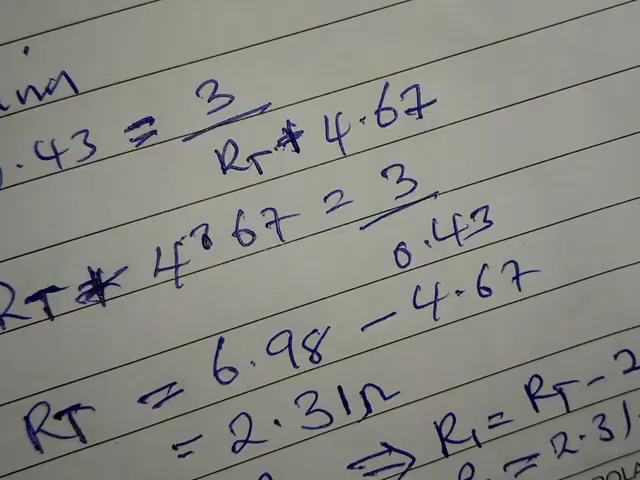 0.43 = 3 / RT + 4.67
RT + 4.67 = 3 / 0.43
RT = 6.98 - 4.67
= 2.31Ω
⇒ R1 = RT - 2
= 2.31